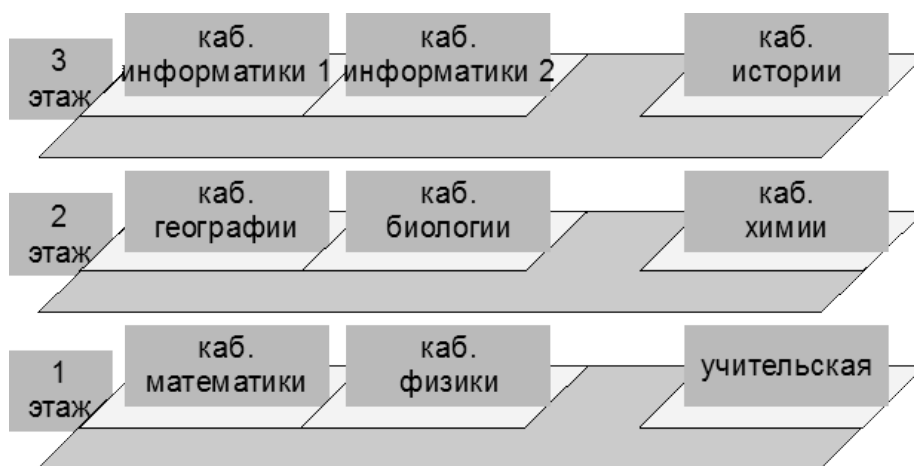 3
этаж
каб.
информатики 1
каб.
информатики 2
каб.
истории
2
этаж
каб.
географии
каб.
биологии
каб.
химии
1
этаж
каб.
математики
каб.
физики
учительская